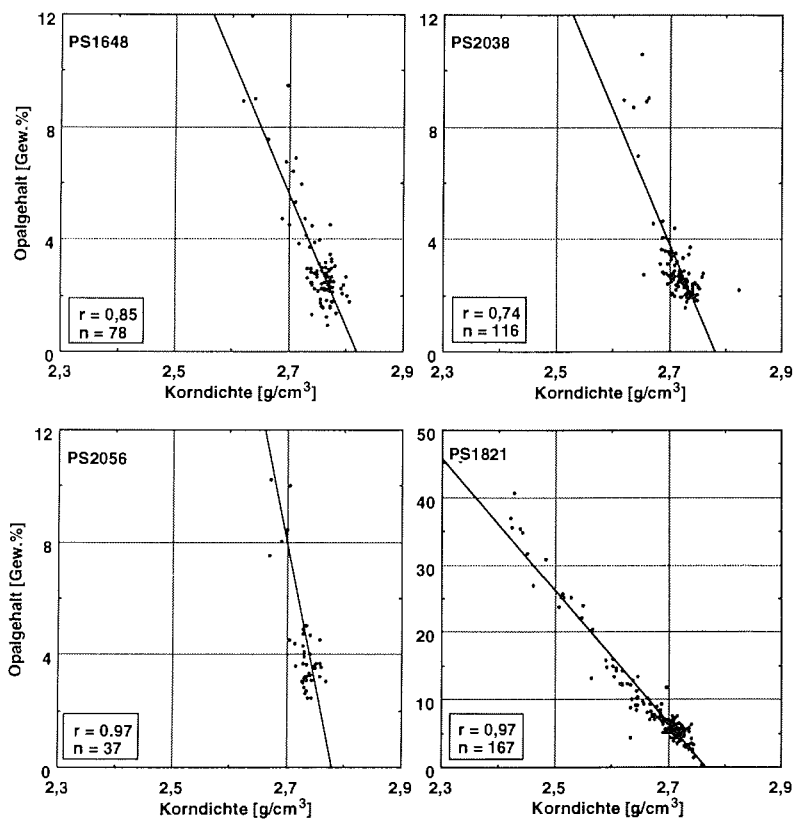 12
PS1648
8
4
0
Opalgehalt [Gew.%]
r = 0,85
n = 78
2,3
2,5
2,7
2,9
Korndichte [g/cm³]
12
PS2038
8
4
0
r = 0,74
n = 116
2,3
2,5
2,7
2,9
Korndichte [g/cm³]
12
PS2056
8
4
0
Opalgehalt [Gew.%]
r = 0.97
n = 37
2,3
2,5
2,7
2,9
Korndichte [g/cm³]
50
PS1821
40
30
20
10
0
r = 0,97
n = 167
2,3
2,5
2,7
2,9
Korndichte [g/cm³]